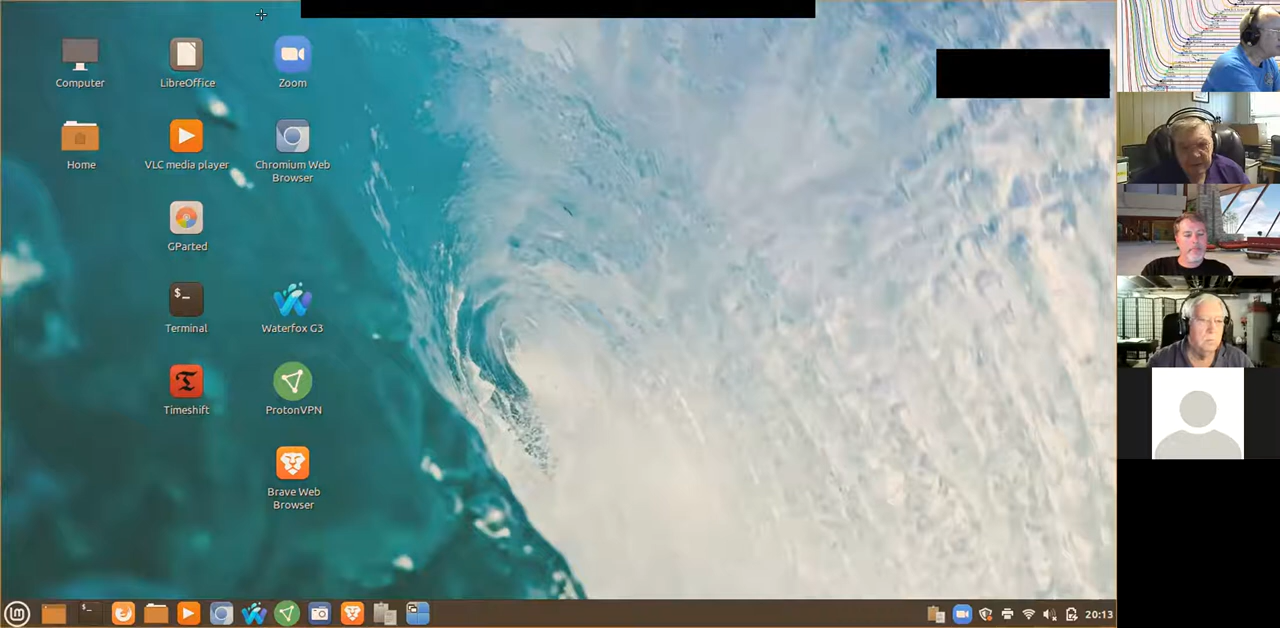 Computer
LibreOffice
Zoom
Home
VLC media player
Chromium Web
Browser
GParted
$_
Terminal
Waterfox G3
Timeshift
ProtonVPN
Brave Web
Browser
20:13